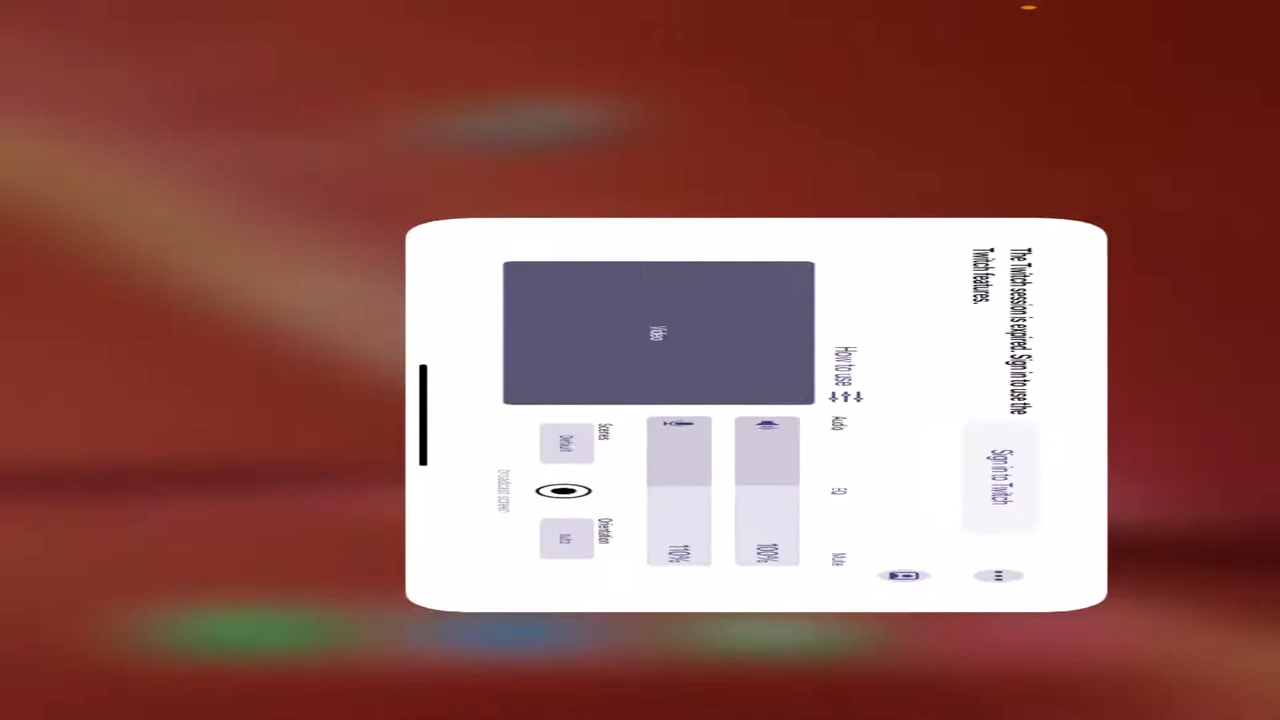 The Twitch session is expired. Sign in to use the
Twitch features.
Sign in to Twitch
How to use
Audio
EQ
Mute
100%
110%
Video
Scenes
Orientation
Default
Auto